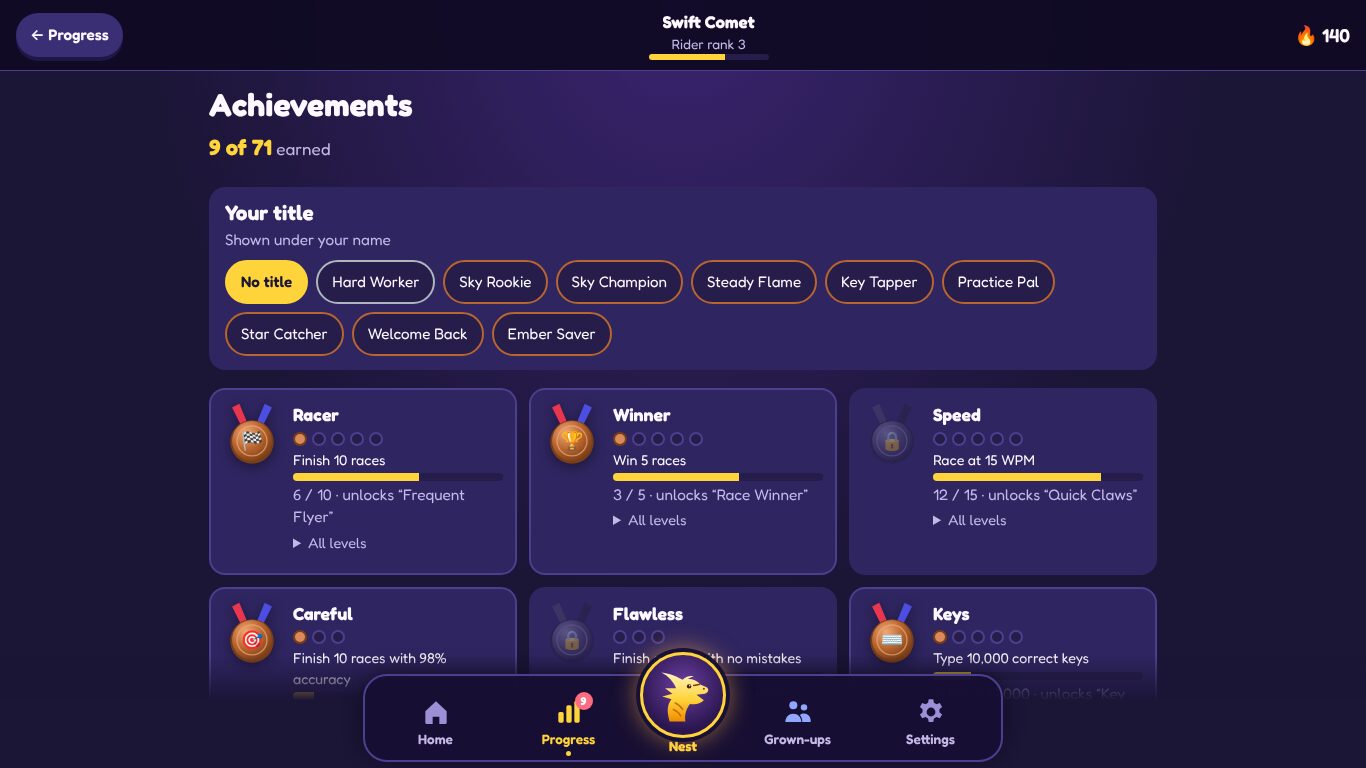 ← Progress
Swift Comet
Rider rank 3
140
Achievements
9 of 71 earned
Your title
Shown under your name
No title
Hard Worker
Sky Rookie
Sky Champion
Steady Flame
Key Tapper
Practice Pal
Star Catcher
Welcome Back
Ember Saver
Racer
Finish 10 races
6 / 10 · unlocks “Frequent
Flyer”
All levels
Winner
Win 5 races
3 / 5 · unlocks “Race Winner”
All levels
Speed
Race at 15 WPM
12 / 15 · unlocks “Quick Claws”
All levels
Careful
Finish 10 races with 98%
accuracy
Flawless
Finish with no mistakes
Keys
Type 10,000 correct keys
unlocks “Key
Home
9
Progress
Nest
Grown-ups
Settings